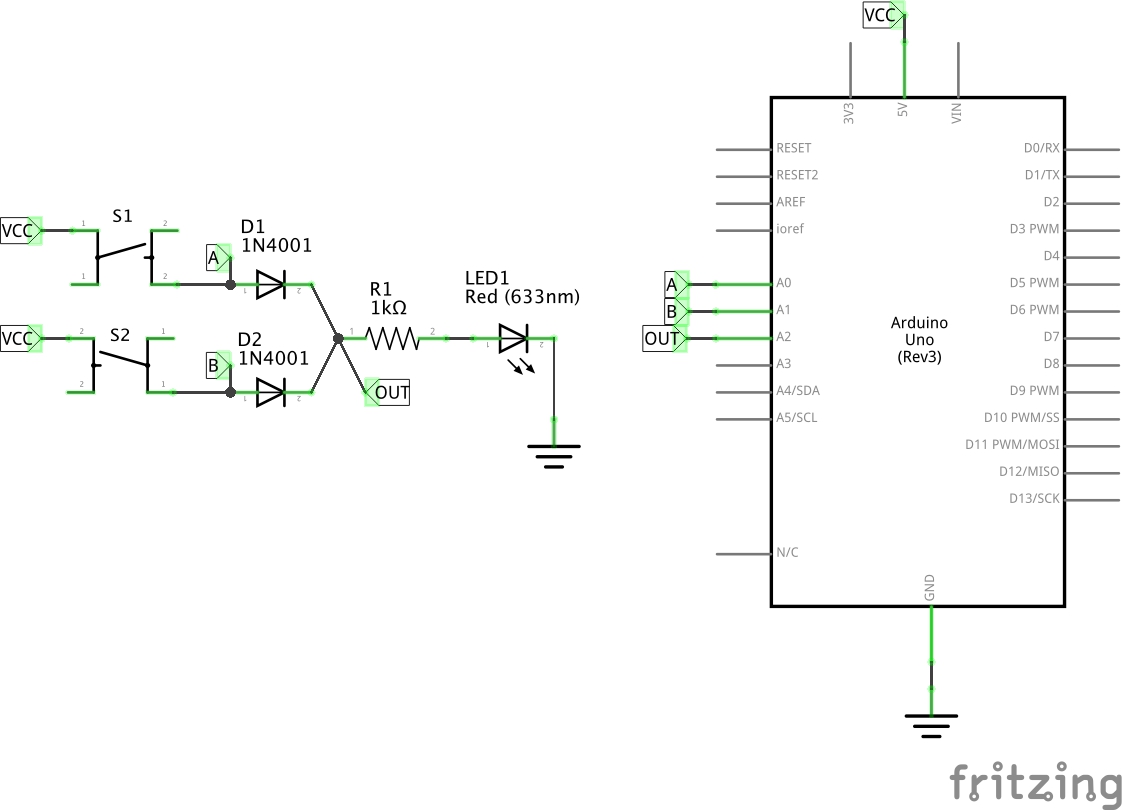 VCC
3V3
5V
VIN
RESET
D0/RX
RESET2
D1/TX
AREF
D2
ioref
D3 PWM
D4
A0
D5 PWM
A1
D6 PWM
A2
D7
A3
D8
A4/SDA
D9 PWM
A5/SCL
D10 PWM/SS
D11 PWM/MOSI
D12/MISO
D13/SCK
N/C
GND
Arduino
Uno
(Rev3)
A
B
OUT
VCC
1
S1
2
1
2
A
D1
1N4001
1
2
VCC
2
S2
1
2
1
B
D2
1N4001
1
2
R1
1kΩ
1
2
OUT
LED1
Red (633nm)
1
2
fritzing